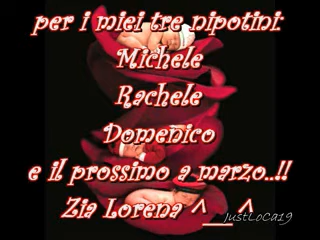 per i miei tre nipotini:
Michele
Rachele
Domenico
e il prossimo a marzo..!!
Zia Lorena ^__^
JustLoCa19